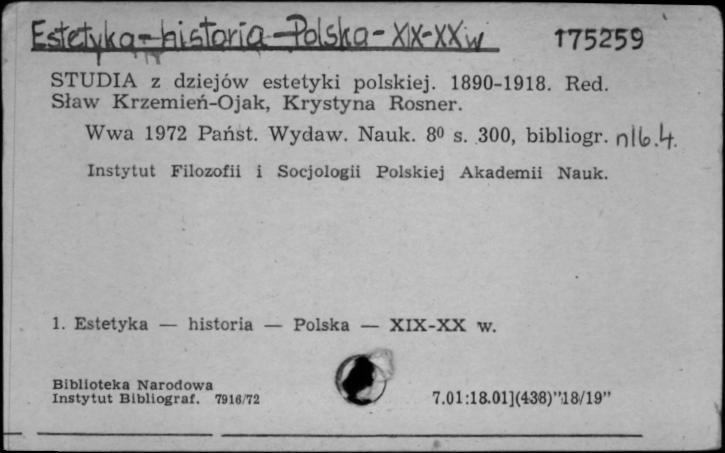 Estetyka - historia - Polska - XIX-XX w 175259
STUDIA z dziejów estetyki polskiej. 1890-1918. Red.
Sław Krzemień-Ojak, Krystyna Rosner.
Wwa 1972 Państ. Wydaw. Nauk. 8⁰ s. 300, bibliogr. nlb. 4.
Instytut Filozofii i Socjologii Polskiej Akademii Nauk.
1. Estetyka — historia — Polska — XIX-XX w.
Biblioteka Narodowa
Instytut Bibliograf. 7916/72 7.01:18.01](438)"18/19"